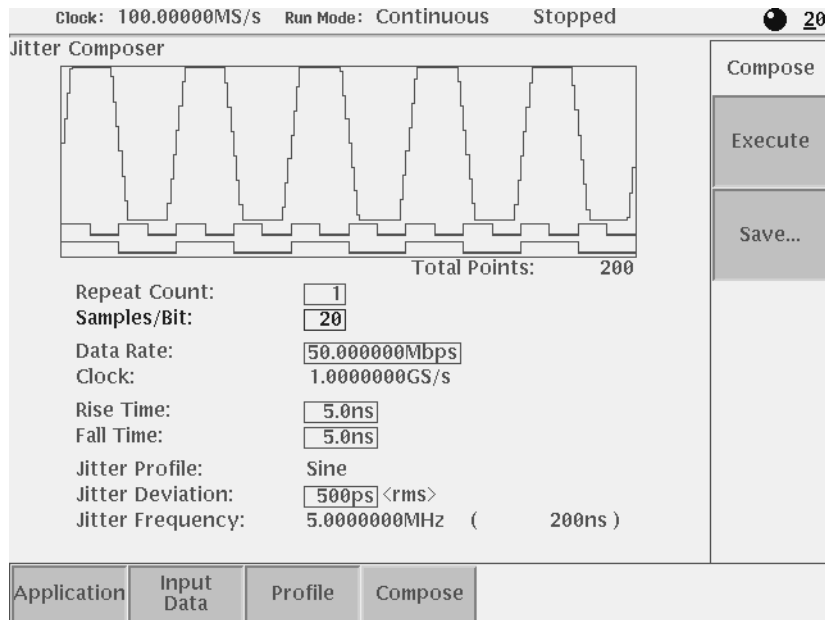 Clock: 100.00000MS/s Run Mode: Continuous Stopped 20
Jitter Composer
Compose
Execute
Save...
Total Points: 200
Repeat Count: 1
Samples/Bit: 20
Data Rate: 50.000000Mbps
Clock: 1.0000000GS/s
Rise Time: 5.0ns
Fall Time: 5.0ns
Jitter Profile: Sine
Jitter Deviation: 500ps <rms>
Jitter Frequency: 5.0000000MHz ( 200ns )
Application
Input
Data
Profile
Compose